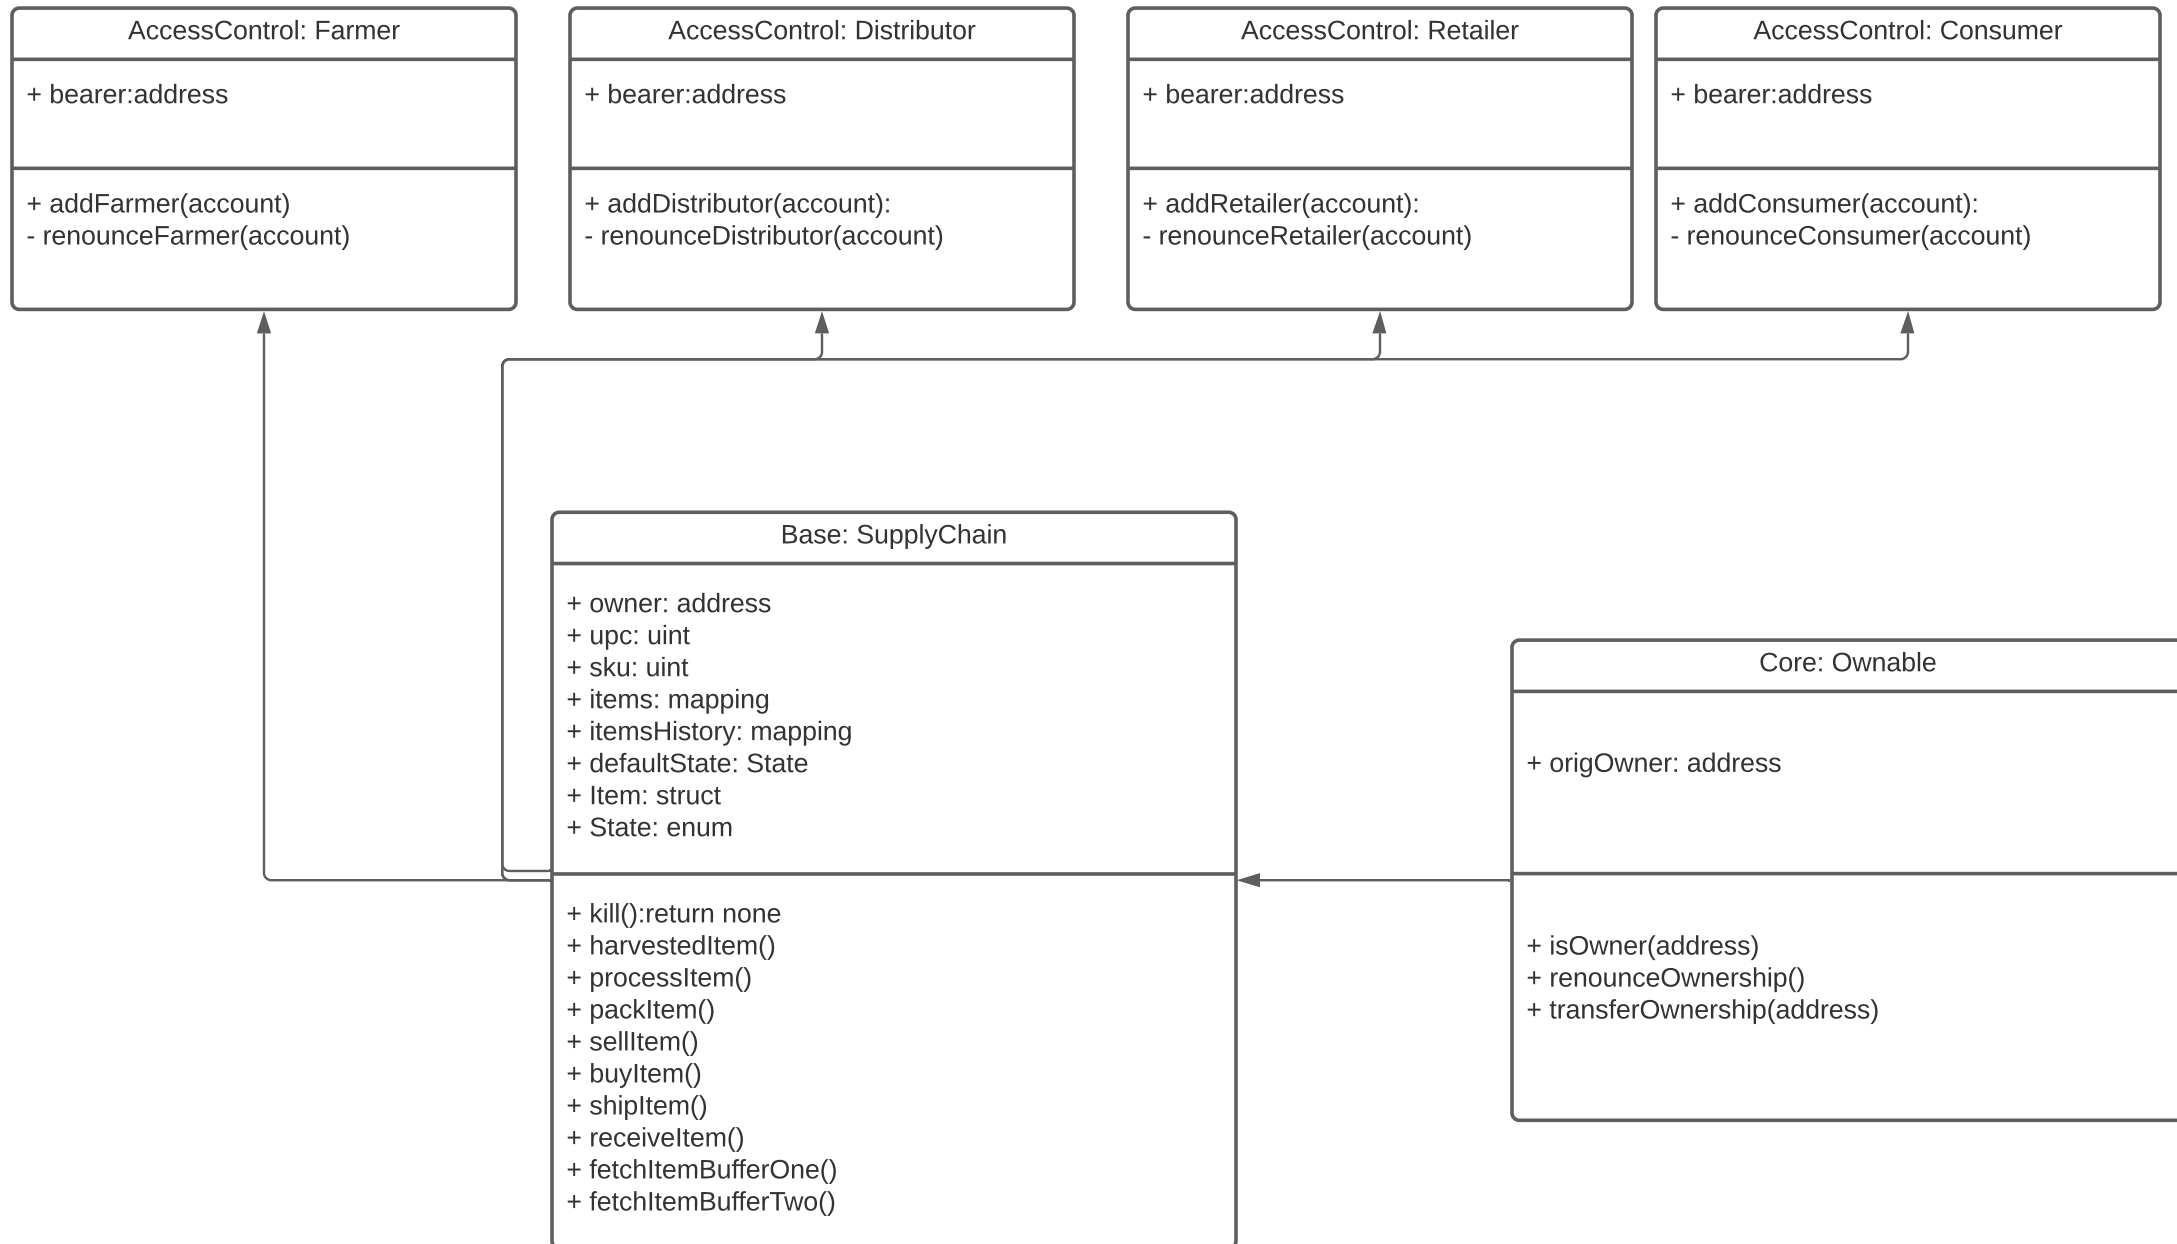 AccessControl: Farmer
+ bearer:address
+ addFarmer(account)
- renounceFarmer(account)
AccessControl: Distributor
+ bearer:address
+ addDistributor(account):
- renounceDistributor(account)
AccessControl: Retailer
+ bearer:address
+ addRetailer(account):
- renounceRetailer(account)
AccessControl: Consumer
+ bearer:address
+ addConsumer(account):
- renounceConsumer(account)
Base: SupplyChain
+ owner: address
+ upc: uint
+ sku: uint
+ items: mapping
+ itemsHistory: mapping
+ defaultState: State
+ Item: struct
+ State: enum
+ kill():return none
+ harvestedItem()
+ processItem()
+ packItem()
+ sellItem()
+ buyItem()
+ shipItem()
+ receiveItem()
+ fetchItemBufferOne()
+ fetchItemBufferTwo()
Core: Ownable
+ origOwner: address
+ isOwner(address)
+ renounceOwnership()
+ transferOwnership(address)